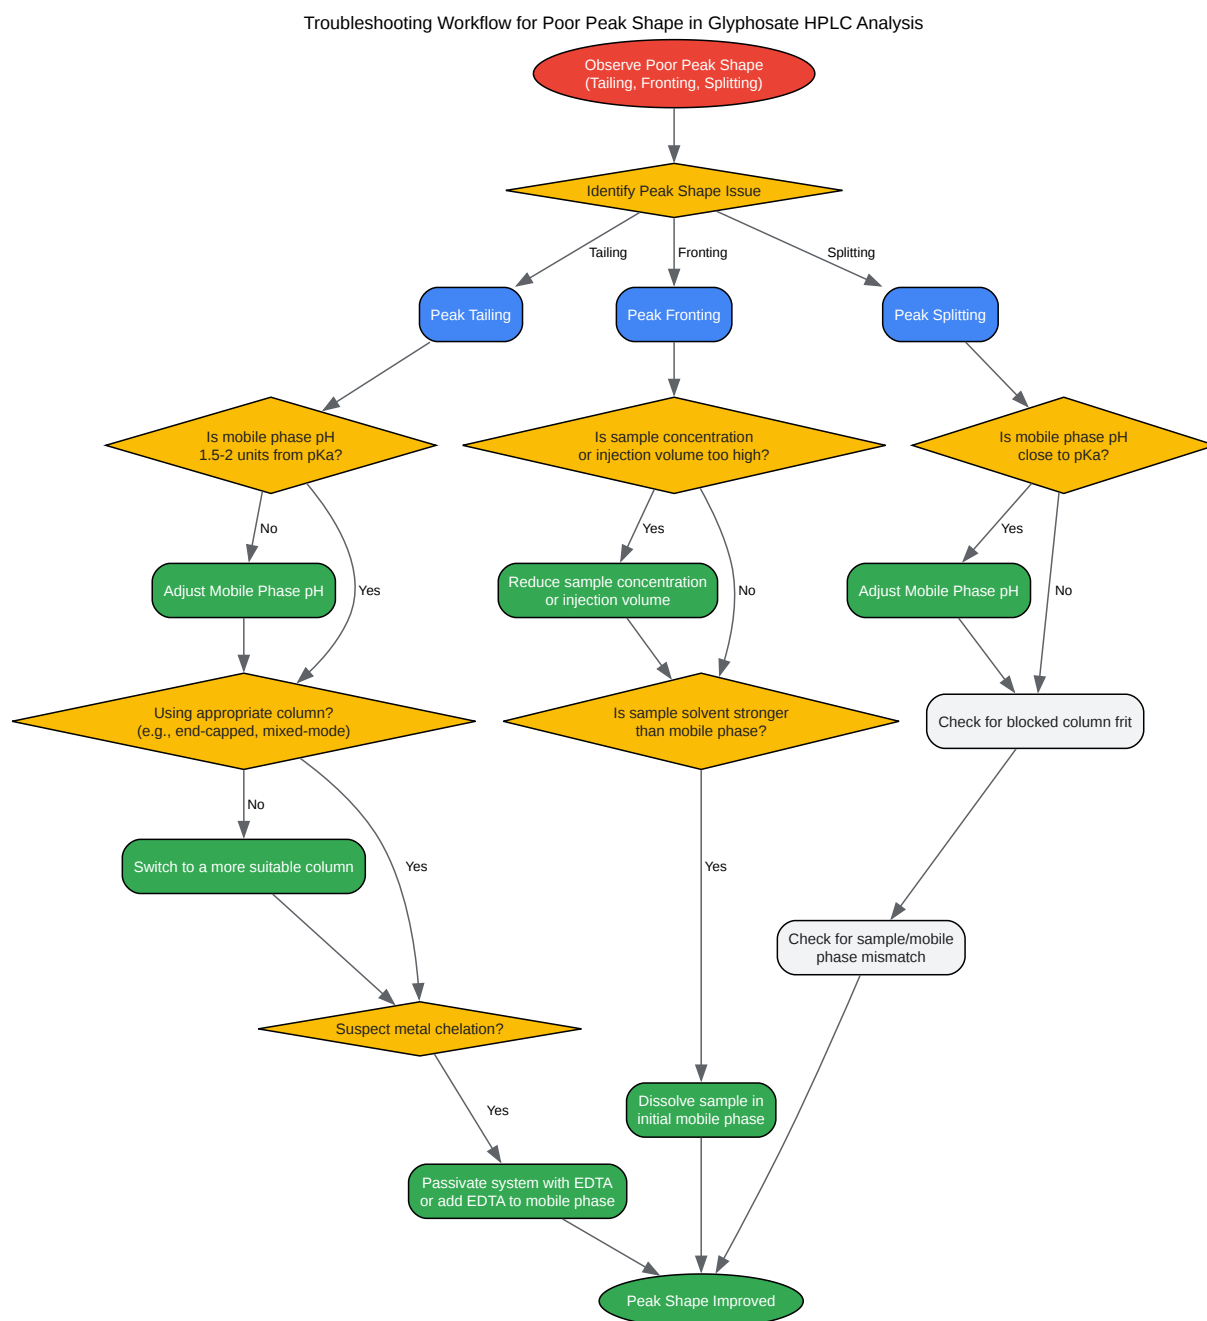 Troubleshooting Workflow for Poor Peak Shape in Glyphosate HPLC Analysis
Observe Poor Peak Shape
(Tailing, Fronting, Splitting)
Identify Peak Shape Issue
Tailing
Fronting
Splitting
Peak Tailing
Peak Fronting
Peak Splitting
Is mobile phase pH
1.5-2 units from pKa?
Is sample concentration
or injection volume too high?
Is mobile phase pH
close to pKa?
No
Yes
Yes
No
Yes
No
Adjust Mobile Phase pH
Reduce sample concentration
or injection volume
Adjust Mobile Phase pH
Using appropriate column?
(e.g., end-capped, mixed-mode)
Is sample solvent stronger
than mobile phase?
Check for blocked column frit
No
Yes
Yes
Switch to a more suitable column
Check for sample/mobile
phase mismatch
Suspect metal chelation?
Yes
Dissolve sample in
initial mobile phase
Passivate system with EDTA
or add EDTA to mobile phase
Peak Shape Improved